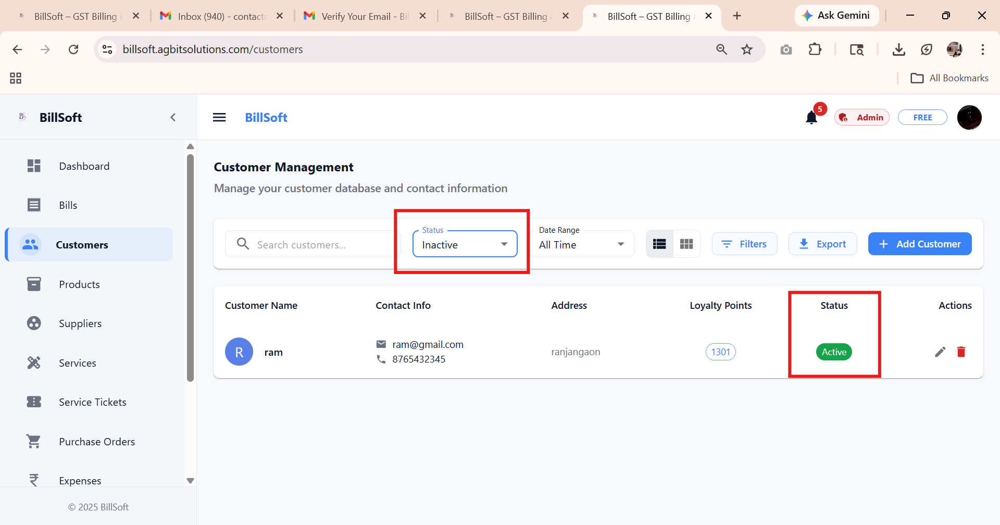 BillSoft – GST Billing &
Inbox (940) - contact
Verify Your Email - Bil
BillSoft – GST Billing
BillSoft – GST Billing
Ask Gemini
billsoft.agbitsolutions.com/customers
All Bookmarks
BS
BillSoft
BillSoft
5
Admin
FREE
Dashboard
Bills
Customers
Products
Suppliers
Services
Service Tickets
Purchase Orders
₹ Expenses
© 2025 BillSoft
Customer Management
Manage your customer database and contact information
Search customers...
Status
Inactive
Date Range
All Time
Filters
Export
+ Add Customer
Customer Name Contact Info Address Loyalty Points Status Actions
R ram
ram@gmail.com
8765432345
ranjangaon
1301
Active